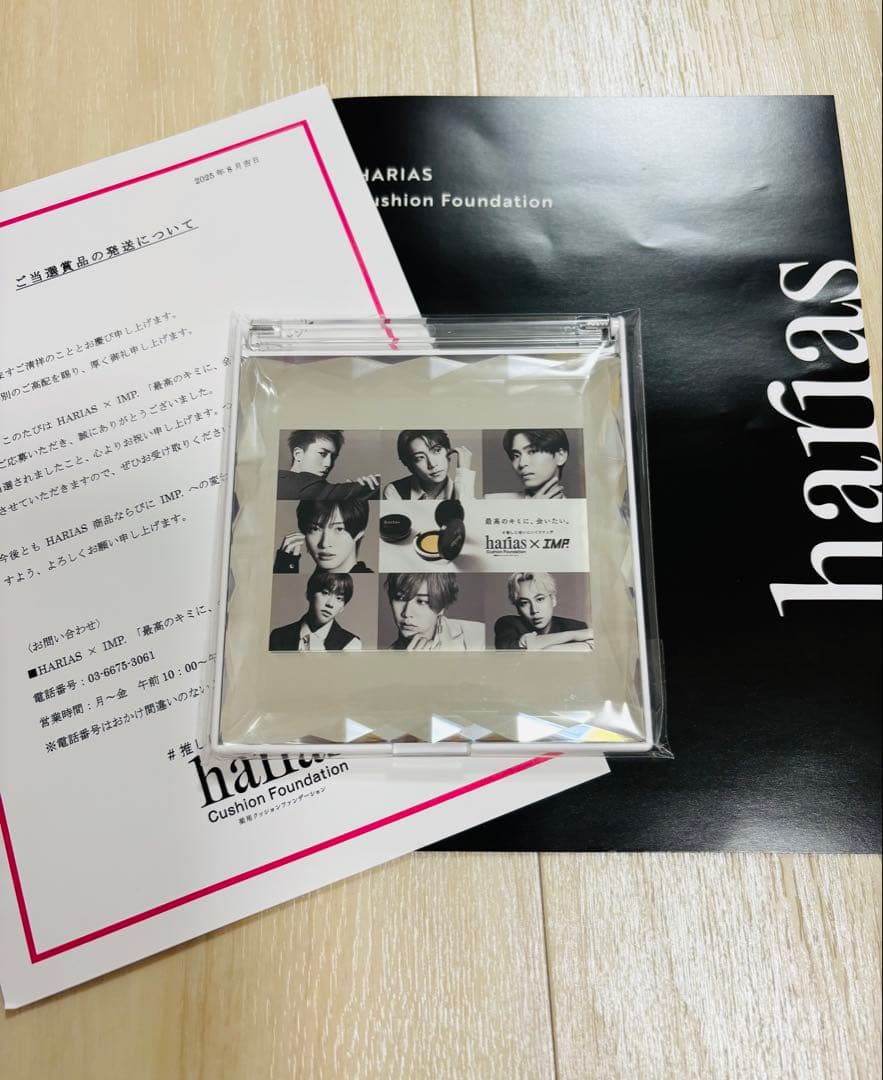 2025年8月吉日
ご当選賞品の発送について
ますご清祥のこととお慶び申し上げます。
別のご高配を賜り、厚く御礼申し上げます。
このたびは HARIAS × IMP.「最高のキミに、会
ご応募いただき、誠にありがとうございました。
選されましたこと、心よりお祝い申し上げます。つ
させていただきますので、ぜひお受け取りくださ
今後とも HARIAS 商品ならびに IMP. への変
すよう、よろしくお願い申し上げます。
〈お問い合わせ〉
■HARIAS × IMP.「最高のキミに、
電話番号：03-6675-3061
営業時間：月～金 午前10：00～午
※電話番号はおかけ間違いのない
#推し
harias
Cushion Foundation
薬用クッションファンデーション
HARIAS
Cushion Foundation
harias
最高のキミに、会いたい。
harias × IMP.
Cushion Foundation